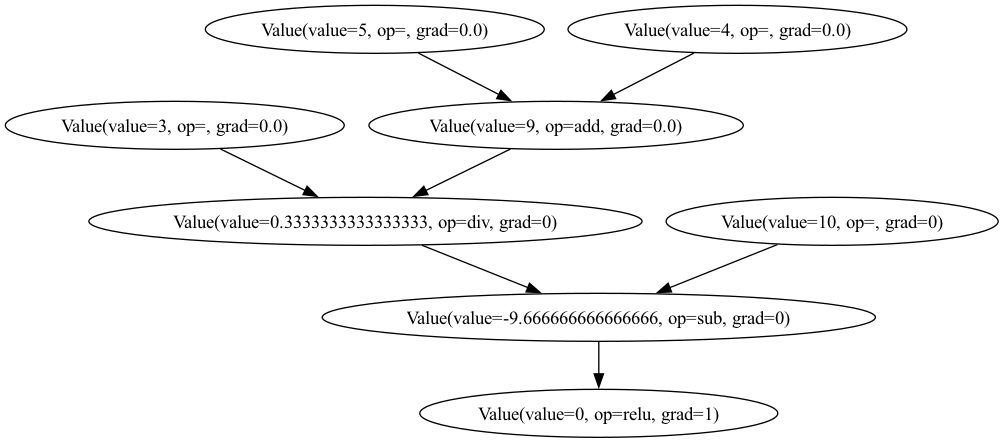 Value(value=5, op=, grad=0.0)
Value(value=4, op=, grad=0.0)
Value(value=3, op=, grad=0.0)
Value(value=9, op=add, grad=0.0)
Value(value=0.3333333333333333, op=div, grad=0)
Value(value=10, op=, grad=0)
Value(value=-9.666666666666666, op=sub, grad=0)
Value(value=0, op=relu, grad=1)